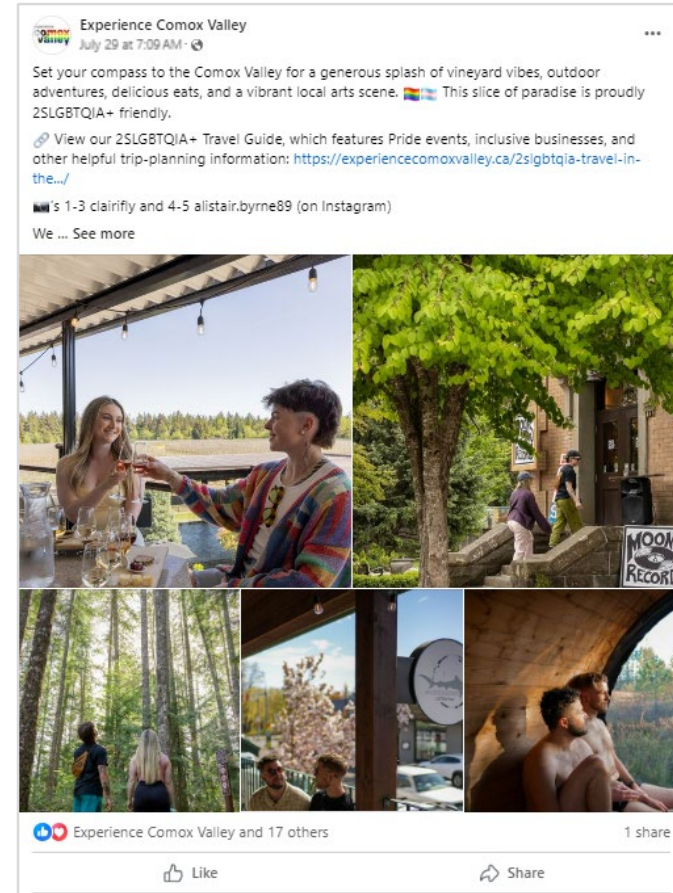 Experience Comox Valley
July 29 at 7:09 AM ·
Set your compass to the Comox Valley for a generous splash of vineyard vibes, outdoor
adventures, delicious eats, and a vibrant local arts scene. 🏳️‍🌈🏳️‍⚧️ This slice of paradise is proudly
2SLGBTQIA+ friendly.
🔗 View our 2SLGBTQIA+ Travel Guide, which features Pride events, inclusive businesses, and
other helpful trip-planning information: https://experiencecomoxvalley.ca/2slgbtqia-travel-in-
the.../
📷's 1-3 clairifly and 4-5 alistair.byrne89 (on Instagram)
We ... See more
MOON
RECORD
Experience Comox Valley and 17 others
1 share
Like
Share